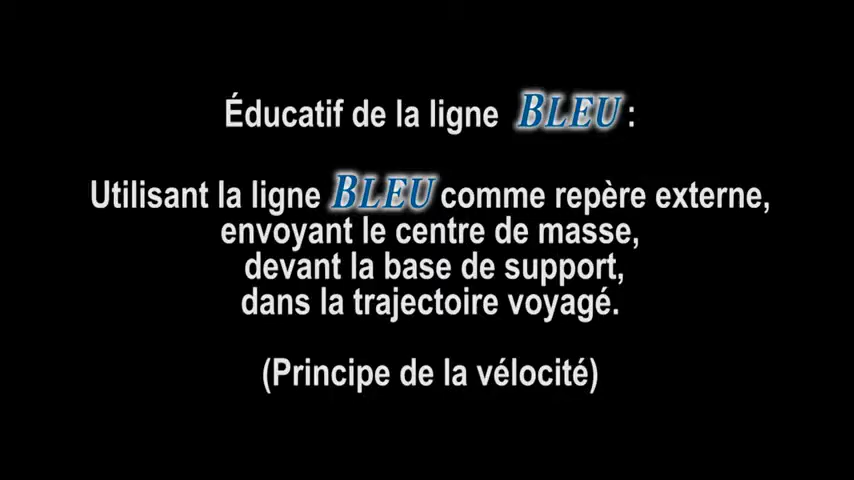 Éducatif de la ligne BLEU :
Utilisant la ligne BLEU comme repère externe,
envoyant le centre de masse,
devant la base de support,
dans la trajectoire voyagé.
(Principe de la vélocité)